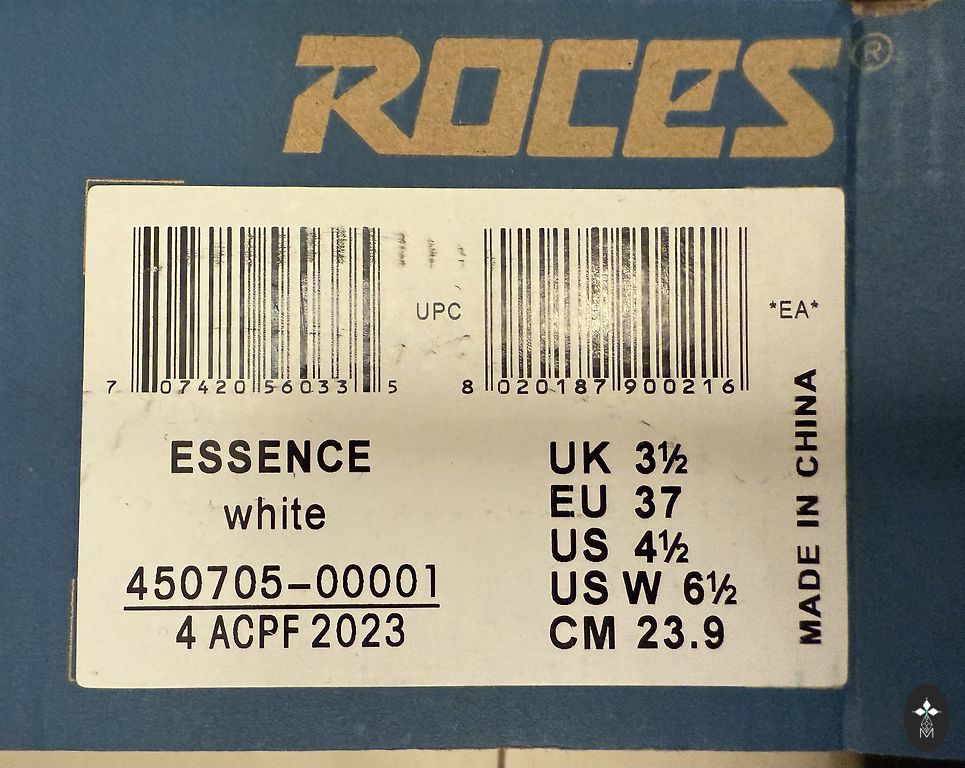 ROCES®
UPC
*EA*
7 07420 56033 5
8 020187 900216
ESSENCE
white
450705-00001
4 ACPF 2023
UK 3½
EU 37
US 4½
US W 6½
CM 23.9
MADE IN CHINA
M